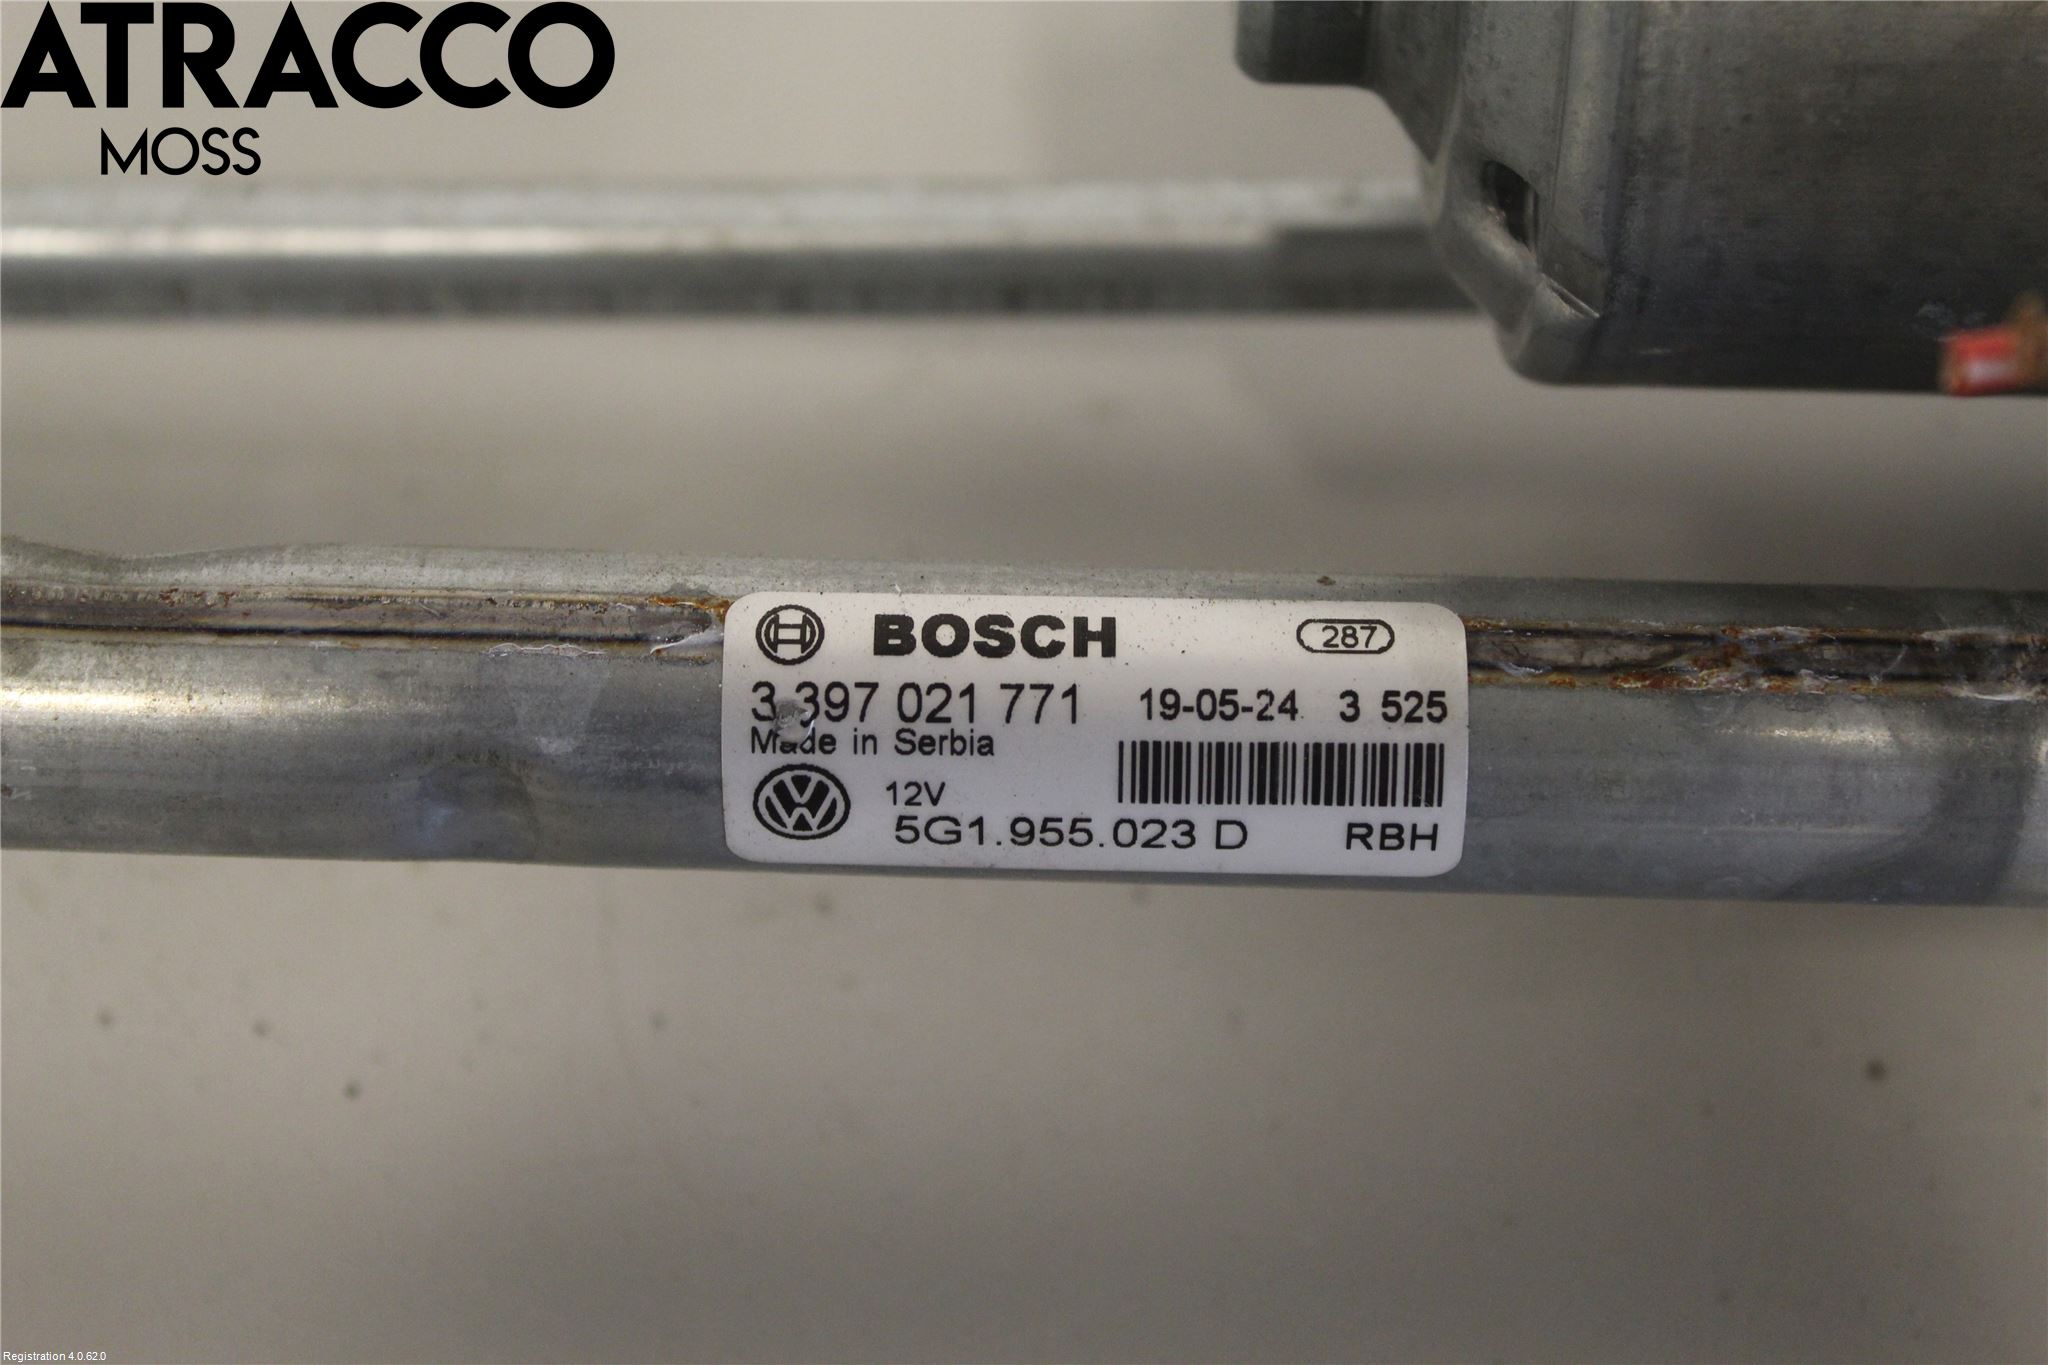 ATRACCO
MOSS
BOSCH 287
3 397 021 771 19-05-24 3 525
Made in Serbia
12V
5G1.955.023 D RBH
Registration 4.0.62.0